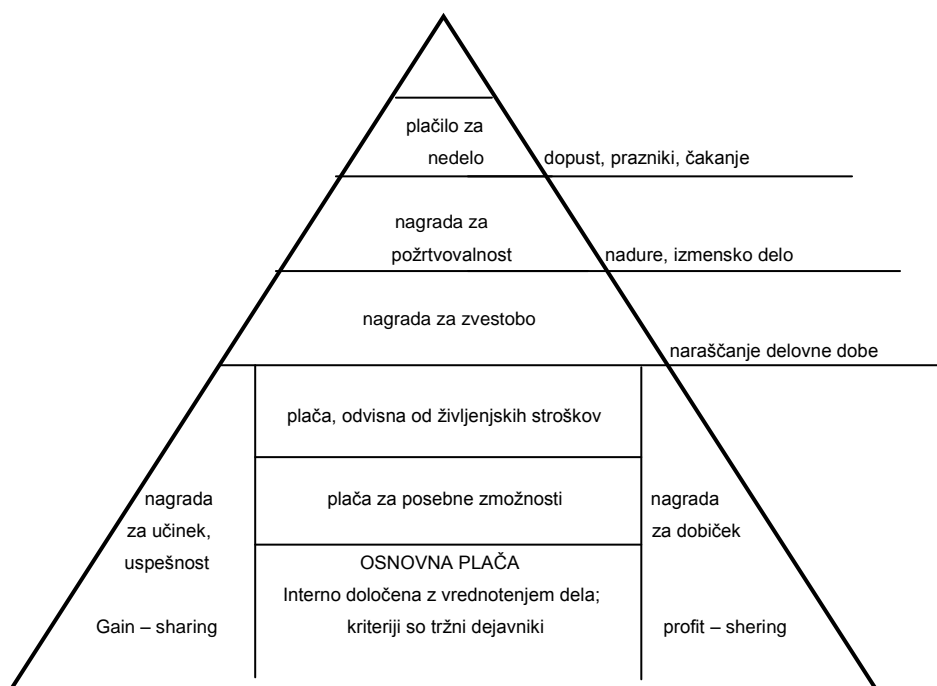 plačilo za
nedelo
dopust, prazniki, čakanje
nagrada za
požrtvovalnost
nadure, izmensko delo
nagrada za zvestobo
naraščanje delovne dobe
plača, odvisna od življenjskih stroškov
plača za posebne zmožnosti
nagrada
za učinek,
uspešnost
Gain – sharing
OSNOVNA PLAČA
Interno določena z vrednotenjem dela;
kriteriji so tržni dejavniki
nagrada
za dobiček
profit – shering